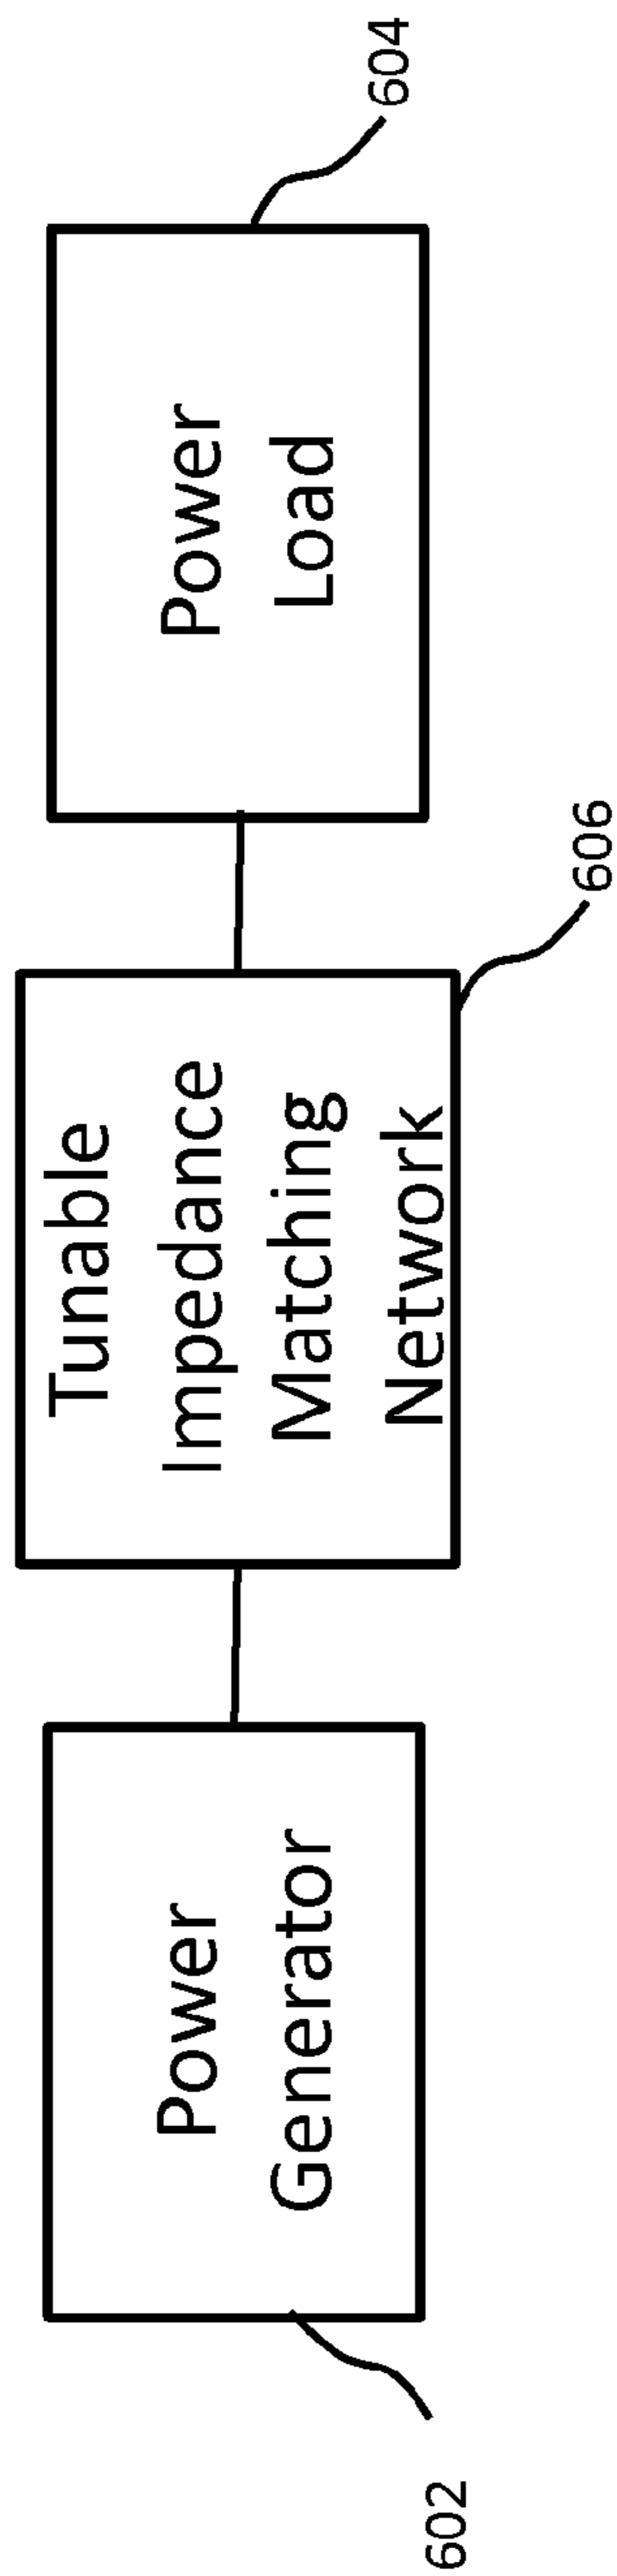 Power
Generator
602
Tunable
Impedance
Matching
Network
606
Power
Load
604